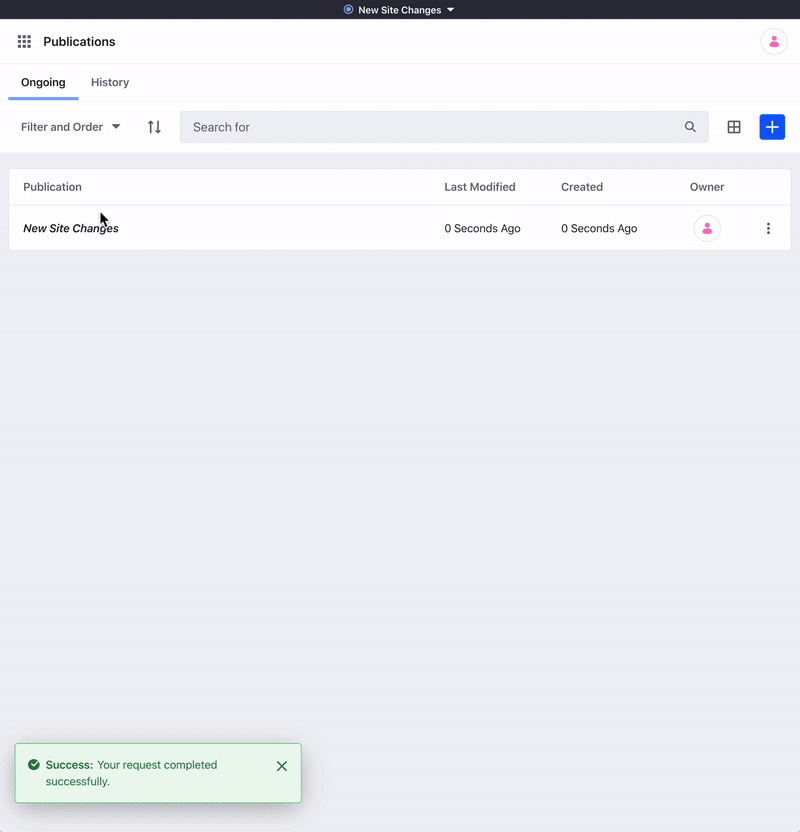 New Site Changes
Publications
Ongoing History
Filter and Order Search for
Publication Last Modified Created Owner
New Site Changes 0 Seconds Ago 0 Seconds Ago
Success: Your request completed
successfully.